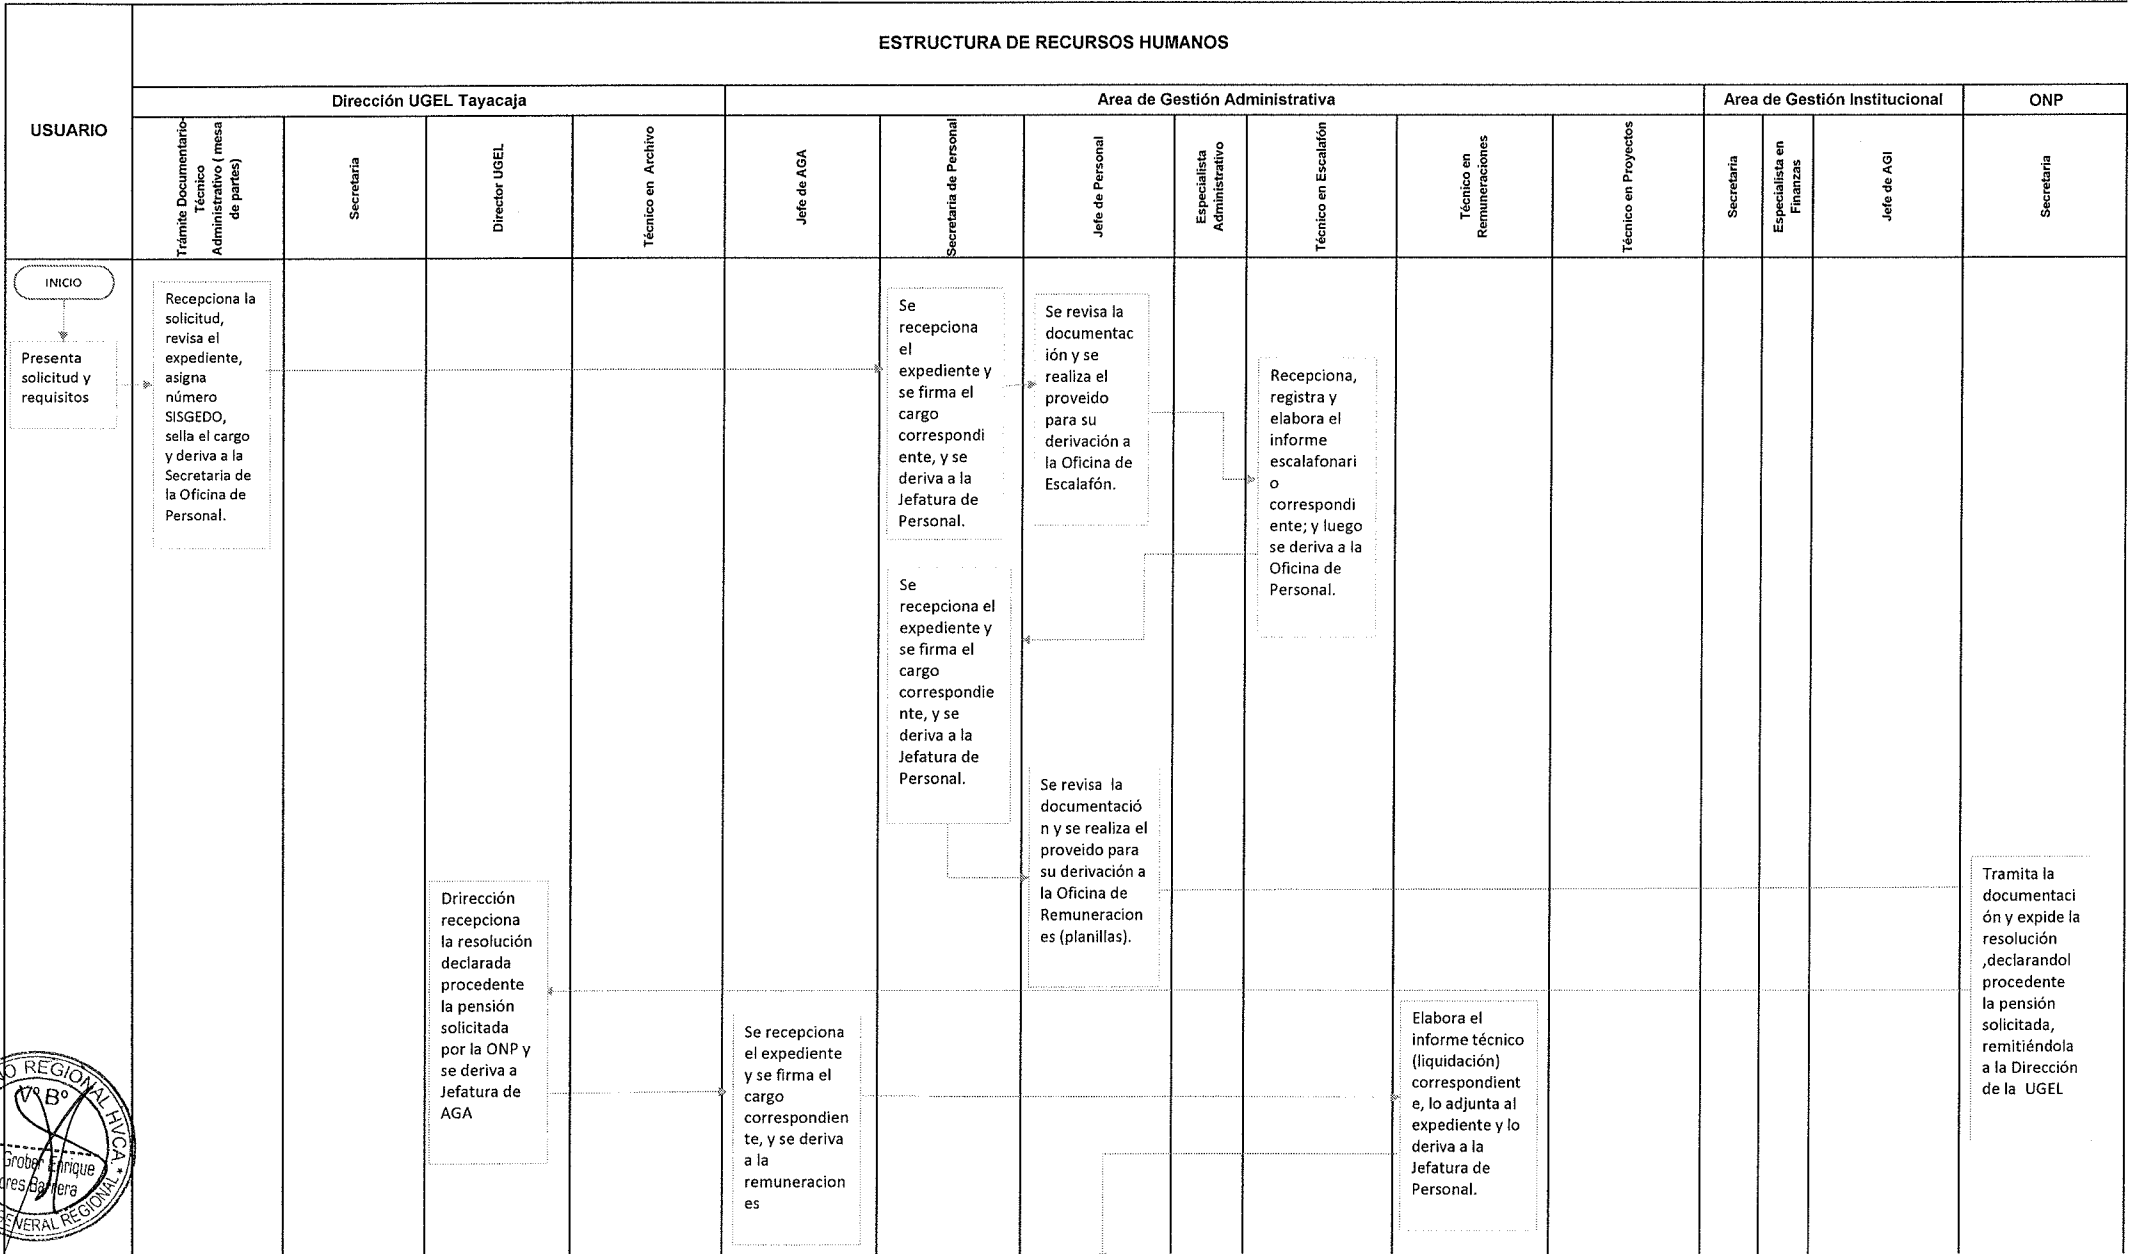 ESTRUCTURA DE RECURSOS HUMANOS
USUARIO
Dirección UGEL Tayacaja
Area de Gestión Administrativa
Area de Gestión Institucional
ONP
Trámite Documentario-
Técnico
Administrativo ( mesa
de partes)
Secretaria
Director UGEL
Técnico en Archivo
Jefe de AGA
Secretaria de Personal
Jefe de Personal
Especialista
Administrativo
Técnico en Escalafón
Técnico en
Remuneraciones
Técnico en Proyectos
Secretaria
Especialista en
Finanzas
Jefe de AGI
Secretaria
INICIO
Presenta
solicitud y
requisitos
Recepciona la
solicitud,
revisa el
expediente,
asigna
número
SISGEDO,
sella el cargo
y deriva a la
Secretaria de
la Oficina de
Personal.
Se
recepciona
el
expediente y
se firma el
cargo
correspondi
ente, y se
deriva a la
Jefatura de
Personal.
Se revisa la
documentac
ión y se
realiza el
proveido
para su
derivación a
la Oficina de
Escalafón.
Recepciona,
registra y
elabora el
informe
escalafonari
o
correspondi
ente; y luego
se deriva a la
Oficina de
Personal.
Se
recepciona el
expediente y
se firma el
cargo
correspondie
nte, y se
deriva a la
Jefatura de
Personal.
Se revisa la
documentació
n y se realiza el
proveido para
su derivación a
la Oficina de
Remuneracion
es (planillas).
Tramita la
documentaci
ón y expide la
resolución
,declarandol
procedente
la pensión
solicitada,
remitiéndola
a la Dirección
de la UGEL
Drirección
recepciona
la resolución
declarada
procedente
la pensión
solicitada
por la ONP y
se deriva a
Jefatura de
AGA
Se recepciona
el expediente
y se firma el
cargo
correspondien
te, y se deriva
a la
remuneracion
es
Elabora el
informe técnico
(liquidación)
correspondient
e, lo adjunta al
expediente y lo
deriva a la
Jefatura de
Personal.
REGIONAL HVCA. *
Vº Bº
Grober Enrique
GENERAL REGIONAL